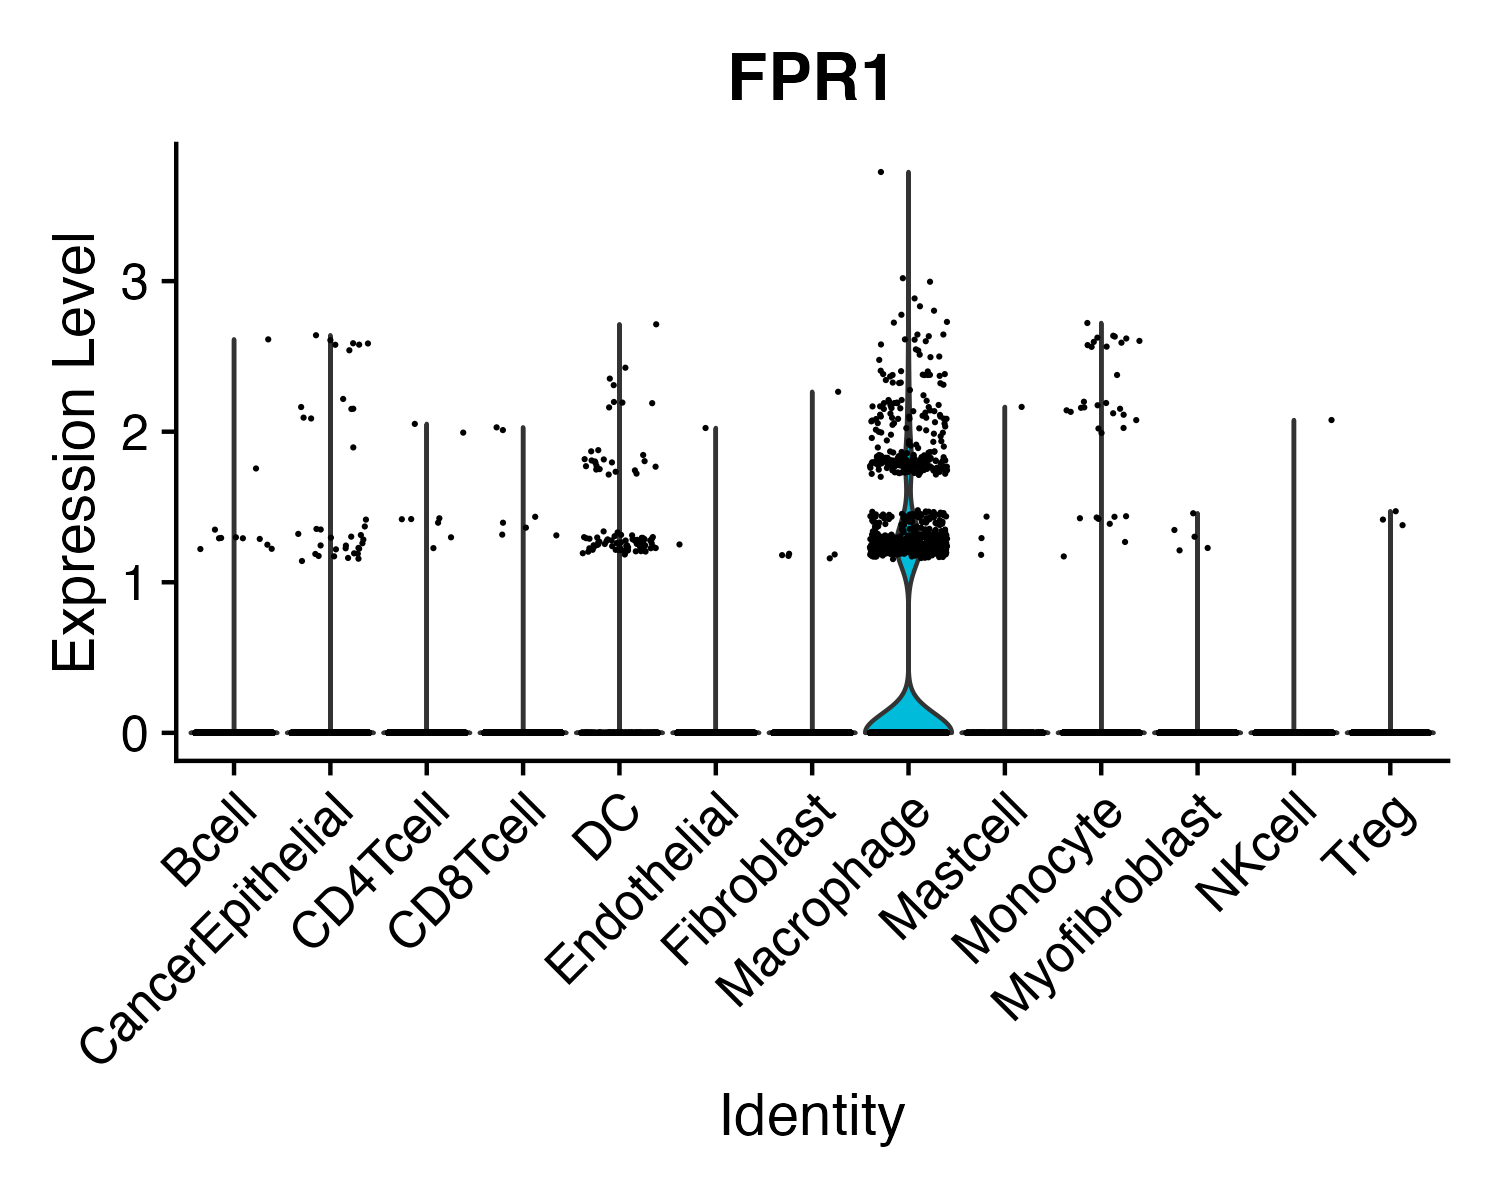 FPR1
Expression Level
3
2
1
0
Bcell
CancerEpithelial
CD4Tcell
CD8Tcell
DC
Endothelial
Fibroblast
Macrophage
Mastcell
Monocyte
Myofibroblast
NKcell
Treg
Identity